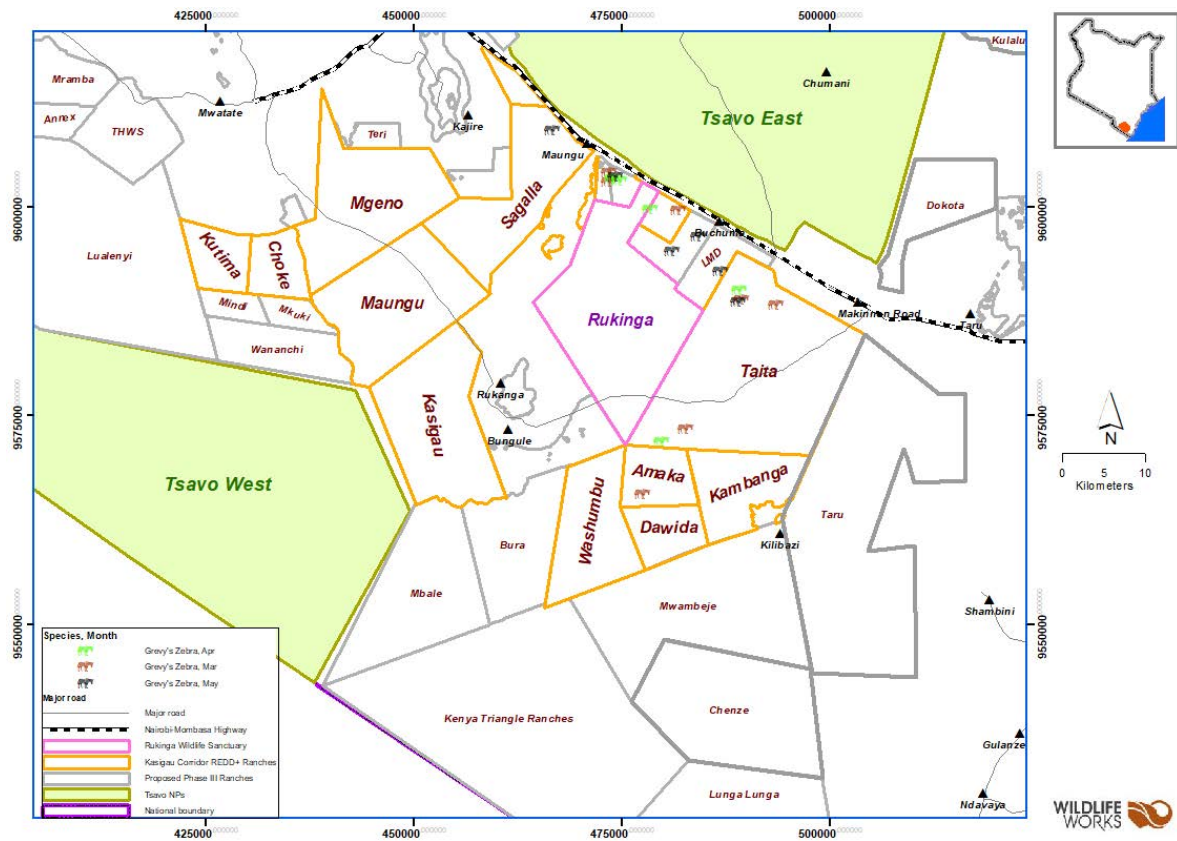 425000
450000
475000
500000
Kulalu
Mramba
Chumani
Mwatate
Annex
THWS
Kajire
Tsavo East
Teri
Maungu
9600000
9600000
Mgeno
Sagalla
Dokota
Buchuma
Kutima
Choke
LMD
Lualenyi
Mindi
Mkuki
Maungu
Rukinga
Makinnon Road
Taru
Wananchi
Taita
Rukanga
Kasigau
9575000
9575000
Bungule
N
0 5 10
Kilometers
Tsavo West
Amaka
Kambanga
Washumbu
Taru
Dawida
Kilibazi
Bura
Mbale
Mwambeje
Shambini
9550000
9550000
Species, Month
Grevy's Zebra, Apr
Grevy's Zebra, Mar
Grevy's Zebra, May
Major road
Major road
Nairobi-Mombasa Highway
Rukinga Wildlife Sanctuary
Kasigau Corridor REDD+ Ranches
Proposed Phase III Ranches
Tsavo NPs
National boundary
Kenya Triangle Ranches
Chenze
Gulanze
Lunga Lunga
Ndavaya
WILDLIFE
WORKS
425000
450000
475000
500000